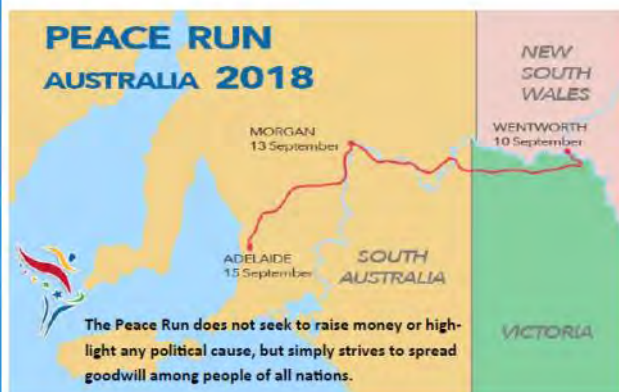 PEACE RUN
AUSTRALIA 2018
NEW
SOUTH
WALES
MORGAN
13 September
WENTWORTH
10 September
ADELAIDE
15 September
SOUTH
AUSTRALIA
VICTORIA
The Peace Run does not seek to raise money or high-
light any political cause, but simply strives to spread
goodwill among people of all nations.